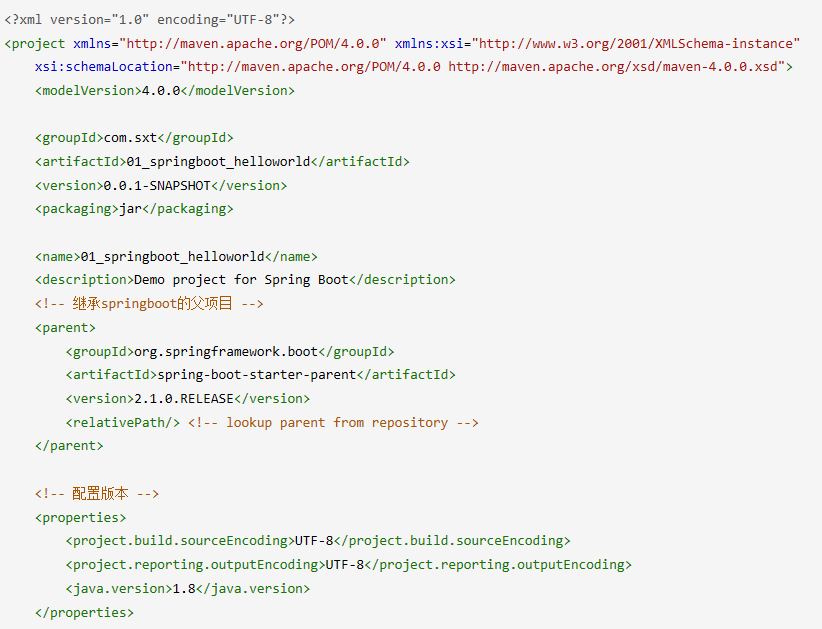 <?xml version="1.0" encoding="UTF-8"?>
<project xmlns="http://maven.apache.org/POM/4.0.0" xmlns:xsi="http://www.w3.org/2001/XMLSchema-instance"
    xsi:schemaLocation="http://maven.apache.org/POM/4.0.0 http://maven.apache.org/xsd/maven-4.0.0.xsd">
    <modelVersion>4.0.0</modelVersion>

    <groupId>com.sxt</groupId>
    <artifactId>01_springboot_helloworld</artifactId>
    <version>0.0.1-SNAPSHOT</version>
    <packaging>jar</packaging>

    <name>01_springboot_helloworld</name>
    <description>Demo project for Spring Boot</description>
    <!-- 继承springboot的父项目 -->
    <parent>
        <groupId>org.springframework.boot</groupId>
        <artifactId>spring-boot-starter-parent</artifactId>
        <version>2.1.0.RELEASE</version>
        <relativePath/> <!-- lookup parent from repository -->
    </parent>

    <!-- 配置版本 -->
    <properties>
        <project.build.sourceEncoding>UTF-8</project.build.sourceEncoding>
        <project.reporting.outputEncoding>UTF-8</project.reporting.outputEncoding>
        <java.version>1.8</java.version>
    </properties>